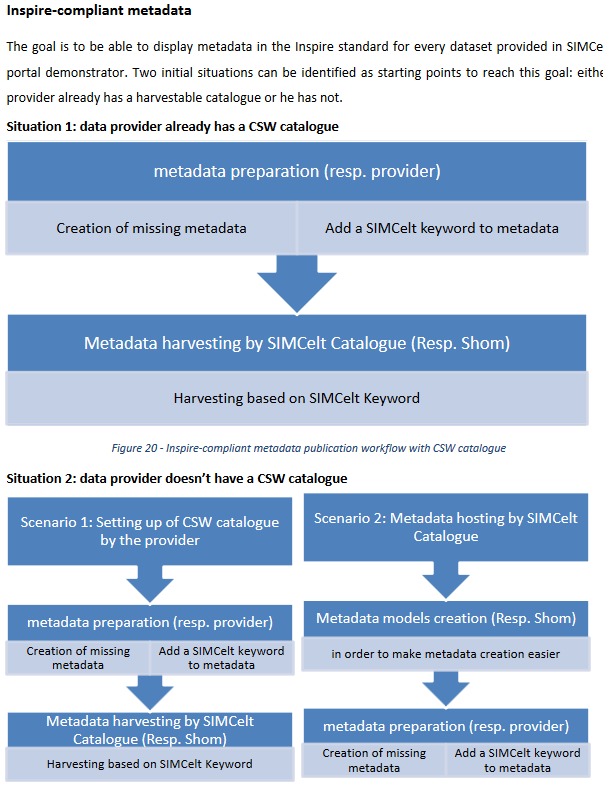 Inspire-compliant metadata
The goal is to be able to display metadata in the Inspire standard for every dataset provided in SIMCe
portal demonstrator. Two initial situations can be identified as starting points to reach this goal: eithe
provider already has a harvestable catalogue or he has not.
Situation 1: data provider already has a CSW catalogue
metadata preparation (resp. provider)
Creation of missing metadata
Add a SIMCelt keyword to metadata
Metadata harvesting by SIMCelt Catalogue (Resp. Shom)
Harvesting based on SIMCelt Keyword
Figure 20 - Inspire-compliant metadata publication workflow with CSW catalogue
Situation 2: data provider doesn't have a CSW catalogue
Scenario 1: Setting up of CSW catalogue
by the provider
metadata preparation (resp. provider)
Creation of missing
metadata
Add a SIMCelt keyword
to metadata
Metadata harvesting by SIMCelt
Catalogue (Resp. Shom)
Harvesting based on SIMCelt Keyword
Scenario 2: Metadata hosting by SIMCelt
Catalogue
Metadata models creation (Resp. Shom)
in order to make metadata creation easier
metadata preparation (resp. provider)
Creation of missing
metadata
Add a SIMCelt keyword
to metadata